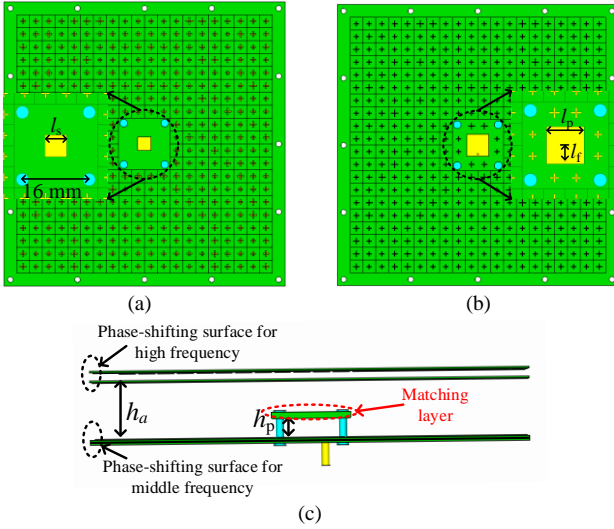 lₛ
16 mm
(a)
lₚ
l_f
(b)
Phase-shifting surface for
high frequency
hₐ
hₚ
Matching
layer
Phase-shifting surface for
middle frequency
(c)